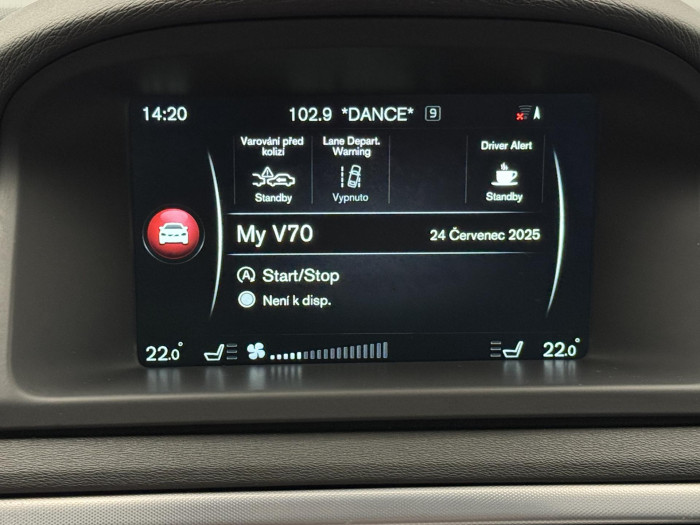 14:20 102.9 *DANCE* 9
Varování před kolizí Lane Depart. Warning Driver Alert
Standby Vypnuto Standby
My V70 24 Červenec 2025
A Start/Stop
Není k disp.
22.0° 22.0°